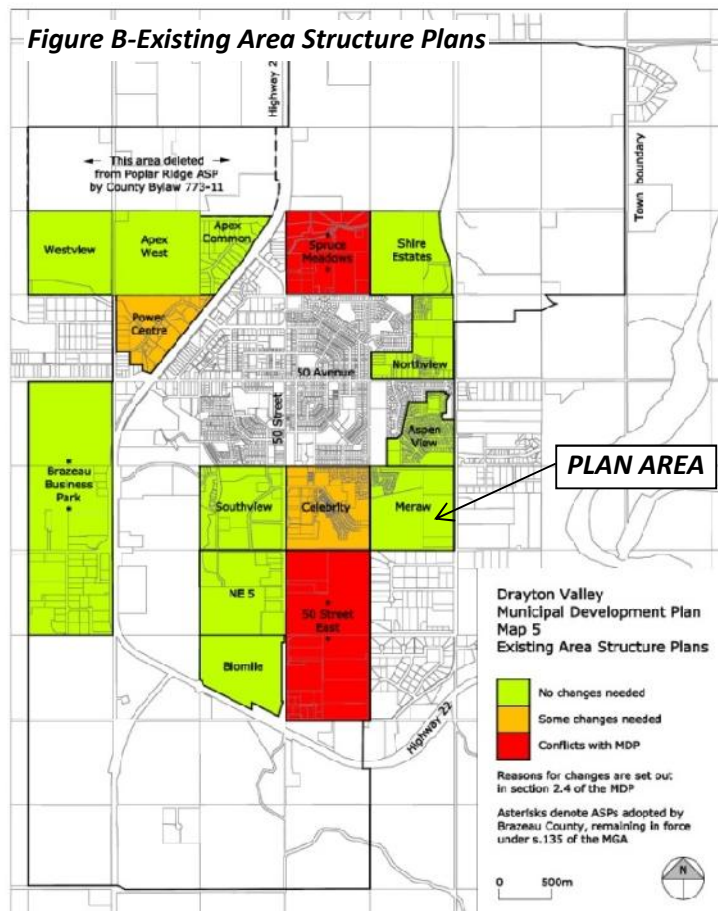 Figure B-Existing Area Structure Plans
Highway 2
This area deleted
from Poplar Ridge ASP
by County Bylaw 773-11
Town boundary
Westview
Apex
West
Apex
Common
Spruce
Meadows
Shire
Estates
Power
Centre
50 Avenue
Northview
50 Street
Aspen
View
PLAN AREA
Brazeau
Business
Park
Southview
Celebrity
Meraw
NE 5
50 Street
East
Blomile
Highway 22
Drayton Valley
Municipal Development Plan
Map 5
Existing Area Structure Plans
No changes needed
Some changes needed
Conflicts with MDP
Reasons for changes are set out
in section 2.4 of the MDP
Asterisks denote ASPs adopted by
Brazeau County, remaining in force
under s.135 of the MGA
N
0 500m